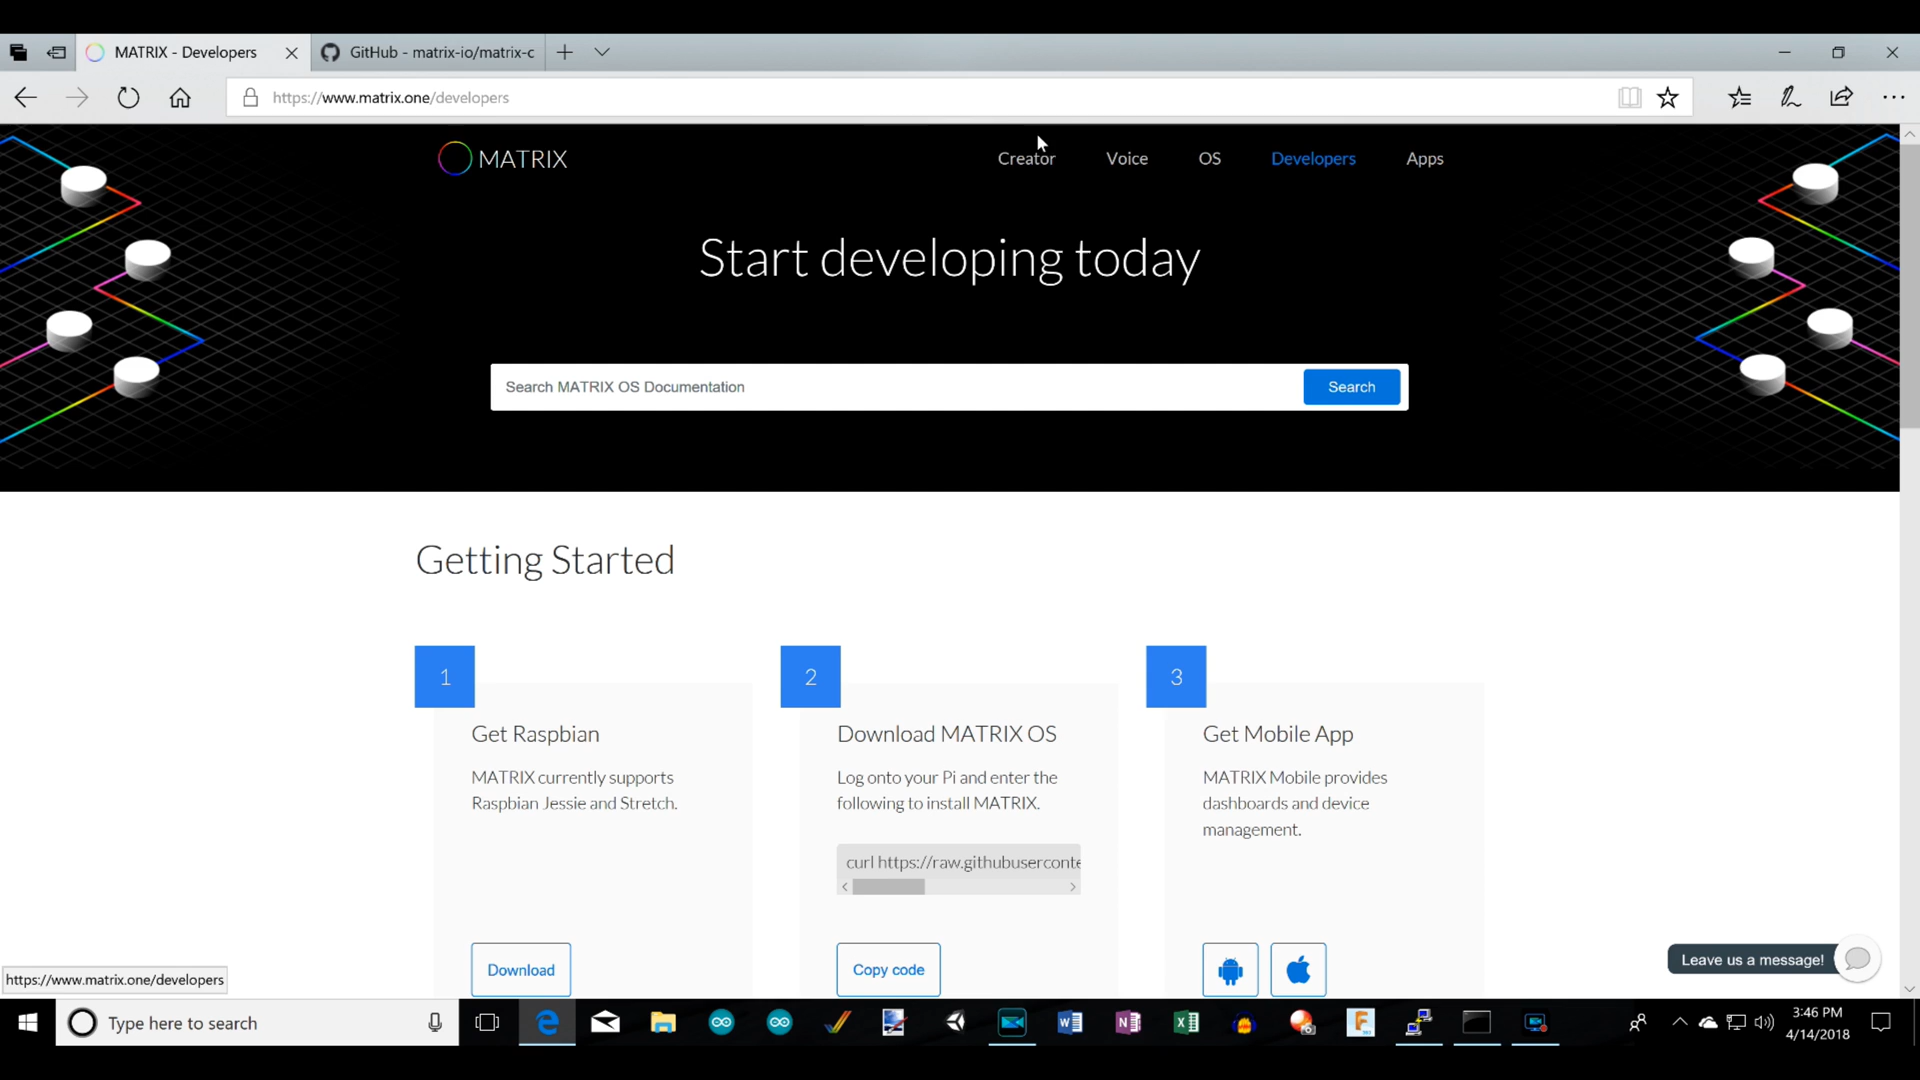 MATRIX - Developers
GitHub - matrix-io/matrix-c
https://www.matrix.one/developers
MATRIX
Creator
Voice
OS
Developers
Apps
Start developing today
Search MATRIX OS Documentation
Search
Getting Started
1
2
3
Get Raspbian
MATRIX currently supports
Raspbian Jessie and Stretch.
Download
Download MATRIX OS
Log onto your Pi and enter the
following to install MATRIX.
curl https://raw.githubuserconte
Copy code
Get Mobile App
MATRIX Mobile provides
dashboards and device
management.
Leave us a message!
https://www.matrix.one/developers
Type here to search
3:46 PM
4/14/2018